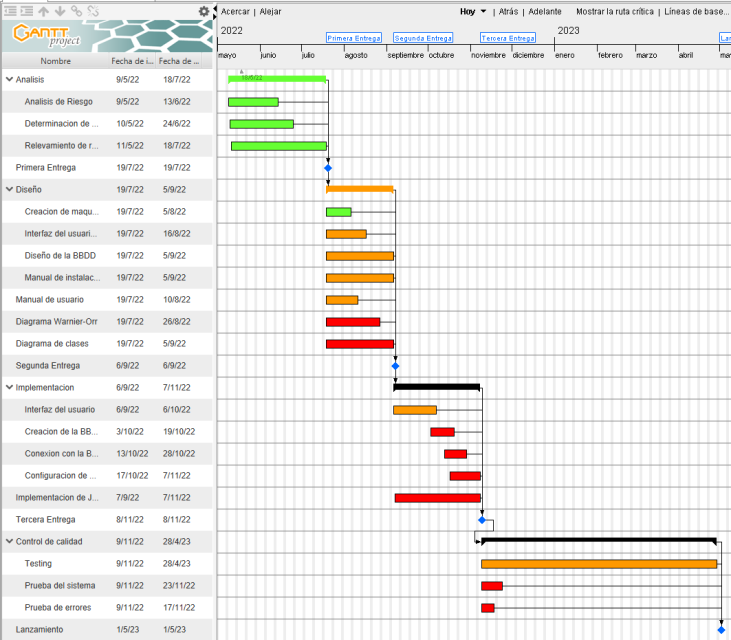 Acercar | Alejar
Hoy | Atrás | Adelante
Mostrar la ruta crítica | Líneas de base...
GANTT project
2022
2023
Primera Entrega
Segunda Entrega
Tercera Entrega
Lan
Nombre Fecha de i... Fecha de ...
mayo junio julio agosto septiembre octubre noviembre diciembre enero febrero marzo abril may
Analisis 9/5/22 18/7/22
Analisis de Riesgo 9/5/22 13/6/22
Determinacion de ... 10/5/22 24/6/22
Relevamiento de r... 11/5/22 18/7/22
Primera Entrega 19/7/22 19/7/22
Diseño 19/7/22 5/9/22
Creacion de maqu... 19/7/22 5/8/22
Interfaz del usuari... 19/7/22 16/8/22
Diseño de la BBDD 19/7/22 5/9/22
Manual de instalac... 19/7/22 5/9/22
Manual de usuario 19/7/22 10/8/22
Diagrama Warnier-Orr 19/7/22 26/8/22
Diagrama de clases 19/7/22 5/9/22
Segunda Entrega 6/9/22 6/9/22
Implementacion 6/9/22 7/11/22
Interfaz del usuario 6/9/22 6/10/22
Creacion de la BB... 3/10/22 19/10/22
Conexion con la B... 13/10/22 28/10/22
Configuracion de ... 17/10/22 7/11/22
Implementacion de J... 7/9/22 7/11/22
Tercera Entrega 8/11/22 8/11/22
Control de calidad 9/11/22 28/4/23
Testing 9/11/22 28/4/23
Prueba del sistema 9/11/22 23/11/22
Prueba de errores 9/11/22 17/11/22
Lanzamiento 1/5/23 1/5/23